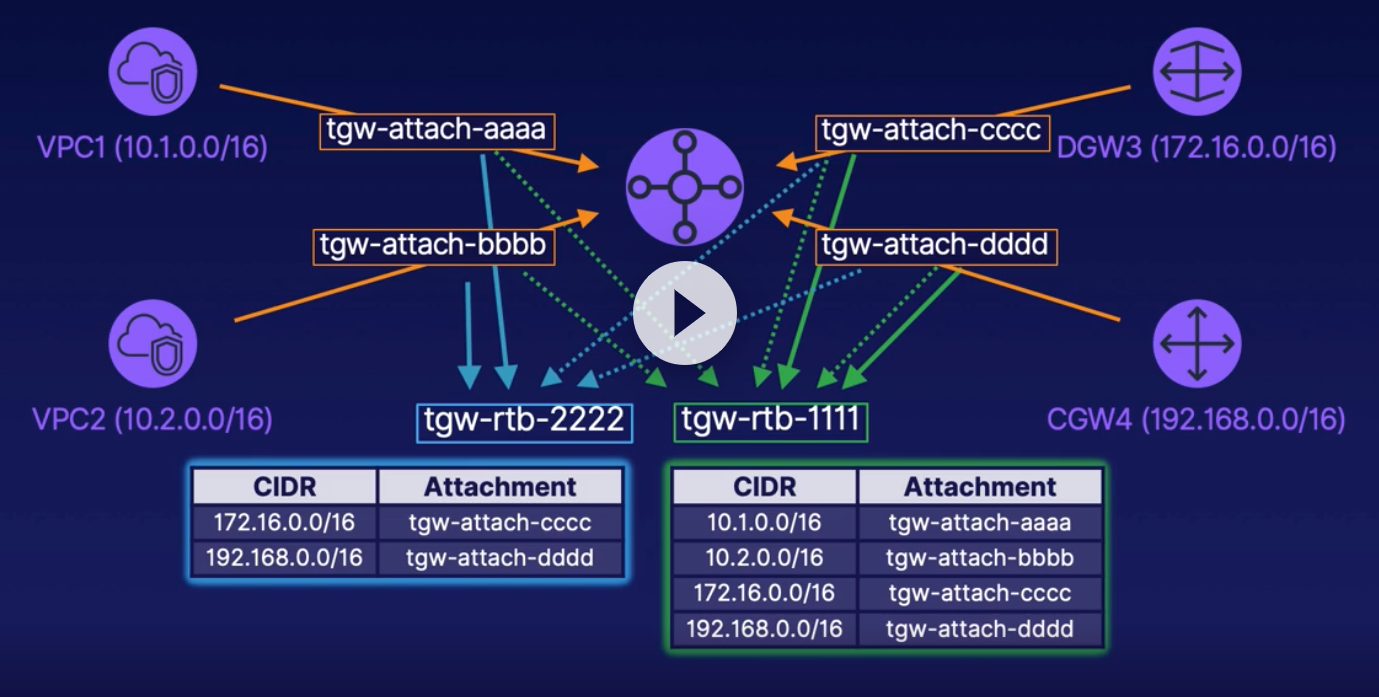 tgw-attach-aaaa
tgw-attach-cccc
VPC1 (10.1.0.0/16)
DGW3 (172.16.0.0/16)
tgw-attach-bbbb
tgw-attach-dddd
VPC2 (10.2.0.0/16)
tgw-rtb-2222
tgw-rtb-1111
CGW4 (192.168.0.0/16)
CIDR Attachment
172.16.0.0/16 tgw-attach-cccc
192.168.0.0/16 tgw-attach-dddd
CIDR Attachment
10.1.0.0/16 tgw-attach-aaaa
10.2.0.0/16 tgw-attach-bbbb
172.16.0.0/16 tgw-attach-cccc
192.168.0.0/16 tgw-attach-dddd